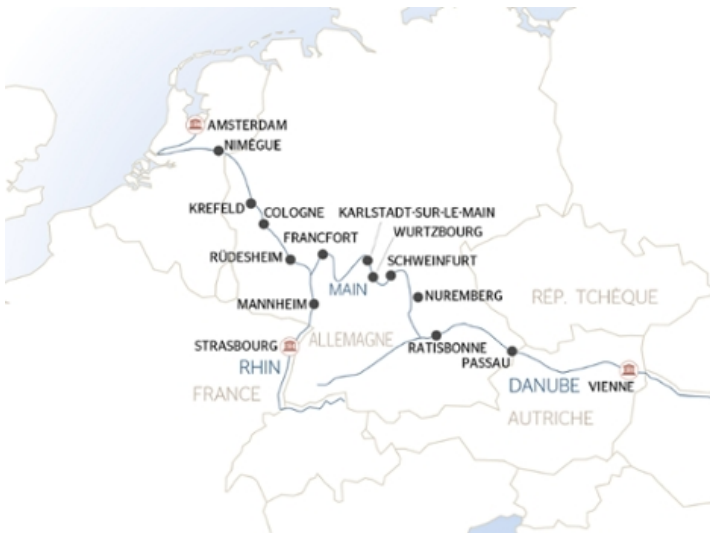 AMSTERDAM
NIMÈGUE
KREFELD
COLOGNE
KARLSTADT-SUR-LE-MAIN
WURTZBOURG
FRANCFORT
RÜDESHEIM
SCHWEINFURT
MAIN
NUREMBERG
RÉP. TCHÈQUE
MANNHEIM
ALLEMAGNE
STRASBOURG
RATISBONNE
PASSAU
RHIN
FRANCE
DANUBE
VIENNE
AUTRICHE